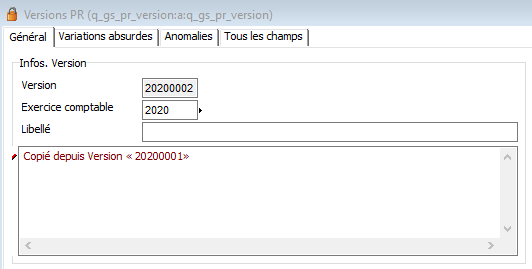 Versions PR (q_gs_pr_version:a:q_gs_pr_version)
Général Variations absurdes Anomalies Tous les champs
Infos. Version
Version 20200002
Exercice comptable 2020
Libellé
Copié depuis Version « 20200001»